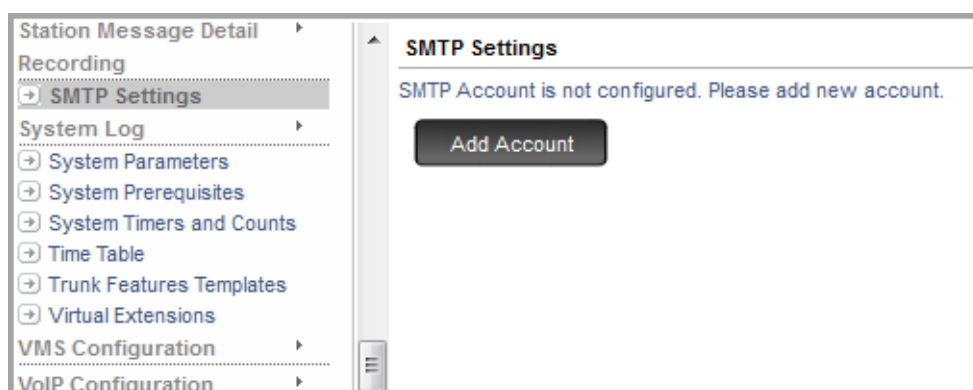 Station Message Detail
Recording
SMTP Settings
System Log
System Parameters
System Prerequisites
System Timers and Counts
Time Table
Trunk Features Templates
Virtual Extensions
VMS Configuration
VoIP Configuration
SMTP Settings
SMTP Account is not configured. Please add new account.
Add Account